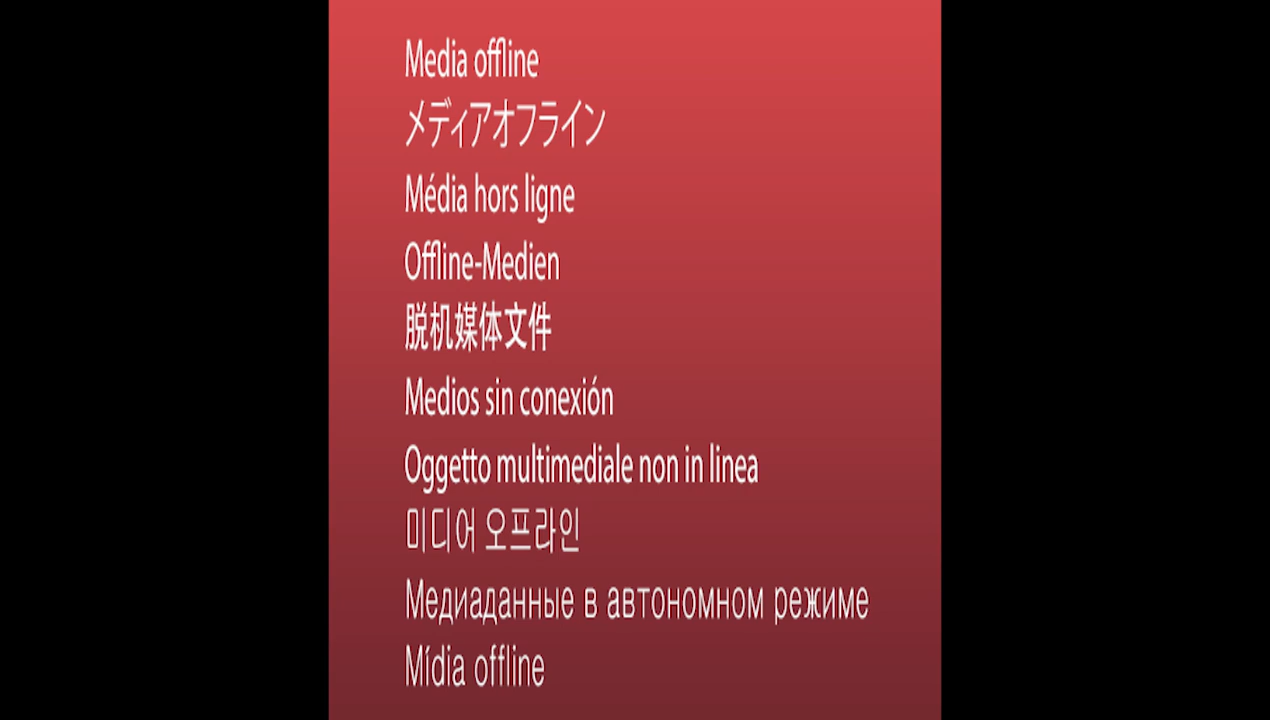 Media offline
メディアオフライン
Média hors ligne
Offline-Medien
脱机媒体文件
Medios sin conexión
Oggetto multimediale non in linea
미디어 오프라인
Медиаданные в автономном режиме
Mídia offline